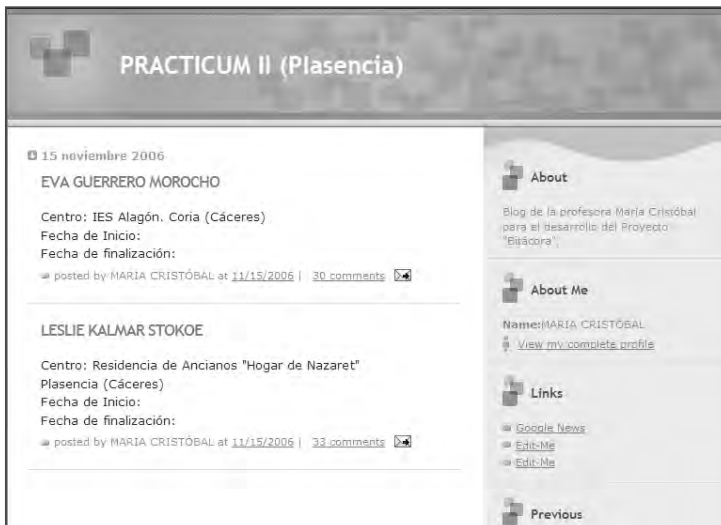 PRACTICUM II (Plasencia)
15 noviembre 2006
EVA GUERRERO MOROCHO
Centro: IES Alagón. Coria (Cáceres)
Fecha de Inicio:
Fecha de finalización:
posted by MARIA CRISTÓBAL at 11/15/2006 | 30 comments
LESLIE KALMAR STOKOE
Centro: Residencia de Ancianos "Hogar de Nazaret"
Plasencia (Cáceres)
Fecha de Inicio:
Fecha de finalización:
posted by MARIA CRISTÓBAL at 11/15/2006 | 33 comments
About
Blog de la profesora María Cristóbal
para el desarrollo del Proyecto
"Bitácora",
About Me
Name:MARIA CRISTÓBAL
View my complete profile
Links
Google News
Edit-Me
Edit-Me
Previous